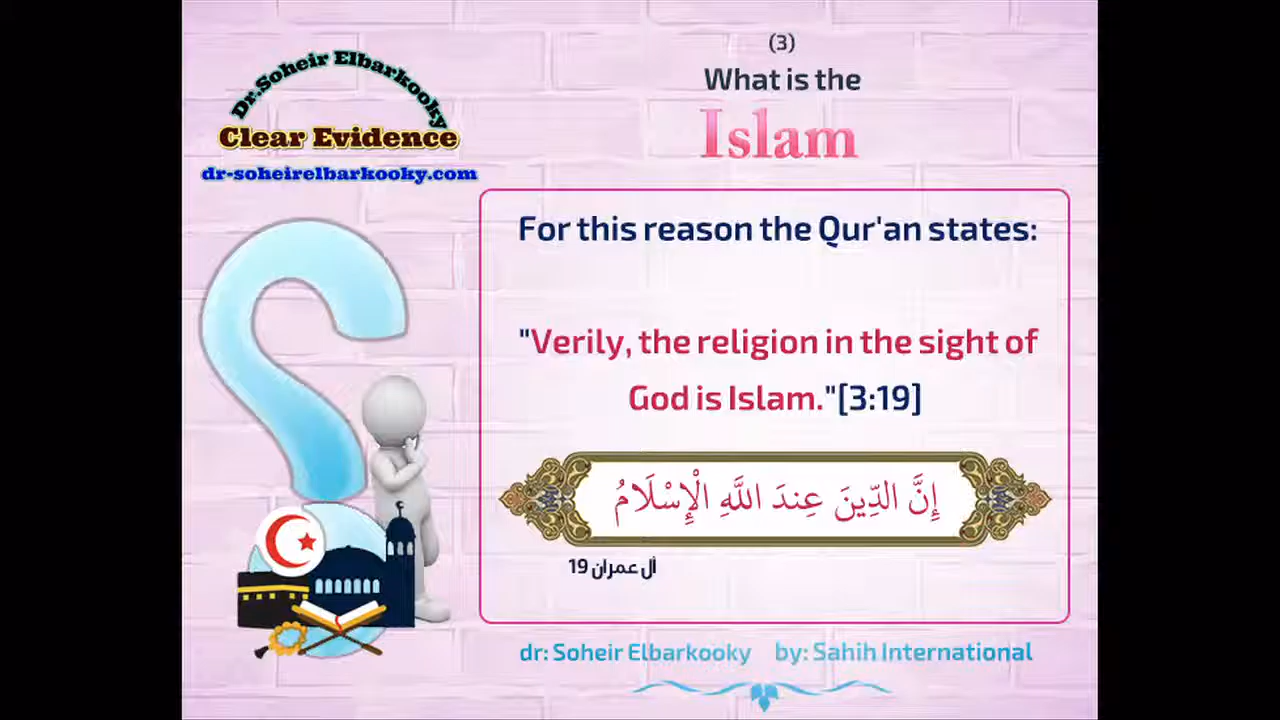 Dr.Soheir Elbarkooky
Clear Evidence
dr-soheirelbarkooky.com
(3)
What is the
Islam
For this reason the Qur'an states:
"Verily, the religion in the sight of
God is Islam."[3:19]
إِنَّ الدِّينَ عِندَ اللَّهِ الْإِسْلَامُ
أل عمران 19
dr: Soheir Elbarkooky by: Sahih International